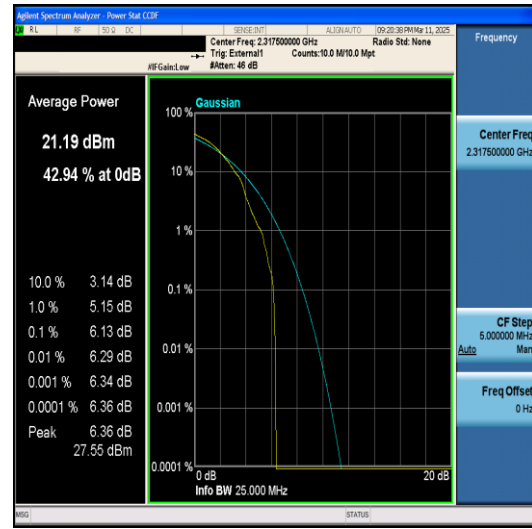 Agilent Spectrum Analyzer - Power Stat CCDF
RL RF 50 Ω DC SENSE:INT ALIGNAUTO 09:20:38 PM Mar 11, 2025
Center Freq: 2.317500000 GHz Radio Std: None
Trig: External1 Counts:10.0 M/10.0 Mpt
#IFGain:Low #Atten: 46 dB
Frequency
Average Power
21.19 dBm
42.94 % at 0dB
10.0 % 3.14 dB
1.0 % 5.15 dB
0.1 % 6.13 dB
0.01 % 6.29 dB
0.001 % 6.34 dB
0.0001 % 6.36 dB
Peak 6.36 dB
27.55 dBm
Gaussian
100 %
10 %
1 %
0.1 %
0.01 %
0.001 %
0.0001 %
0 dB 20 dB
Info BW 25.000 MHz
Center Freq
2.317500000 GHz
CF Step
5.000000 MHz
Auto Man
Freq Offset
0 Hz
MSG STATUS